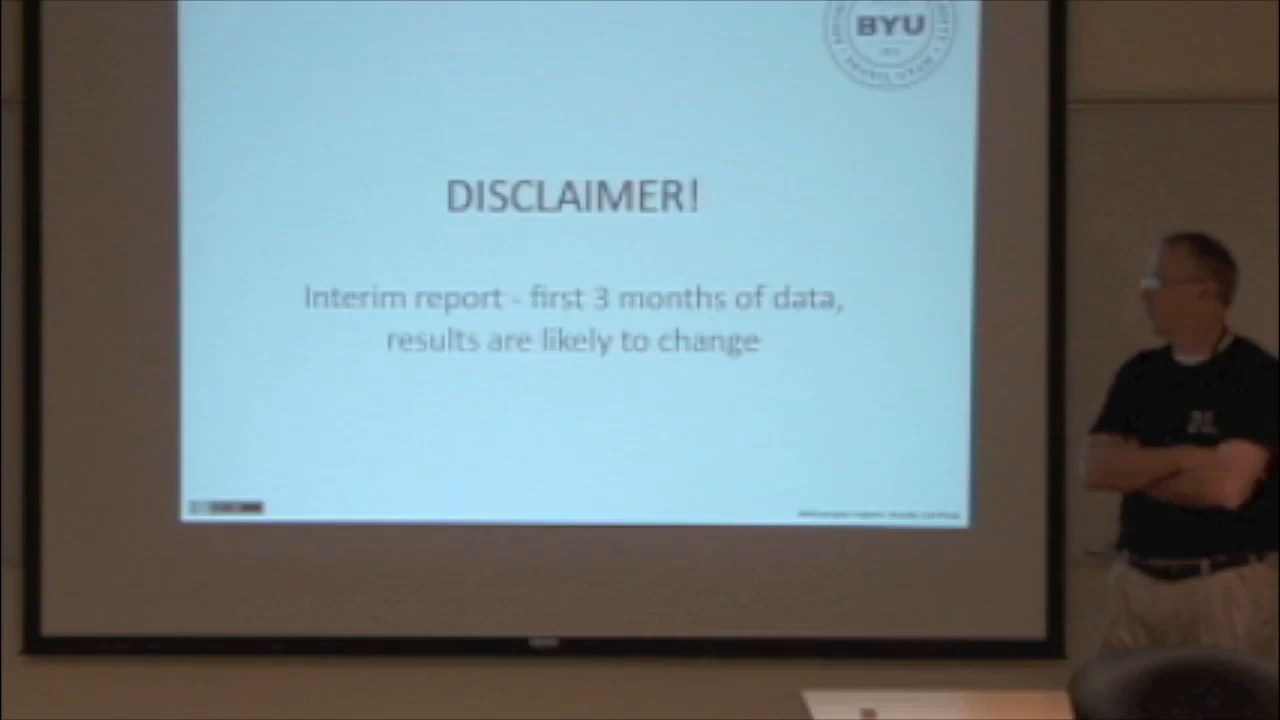 BYU
DISCLAIMER!
Interim report - first 3 months of data,
results are likely to change